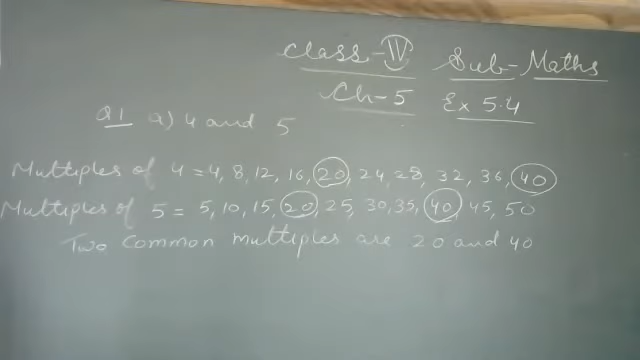 Class-IV Sub-Maths
Ch-5 Ex 5.4
Q1 a) 4 and 5
Multiples of 4 = 4, 8, 12, 16, 20, 24, 28, 32, 36, 40
Multiples of 5 = 5, 10, 15, 20, 25, 30, 35, 40, 45, 50
Two Common multiples are 20 and 40